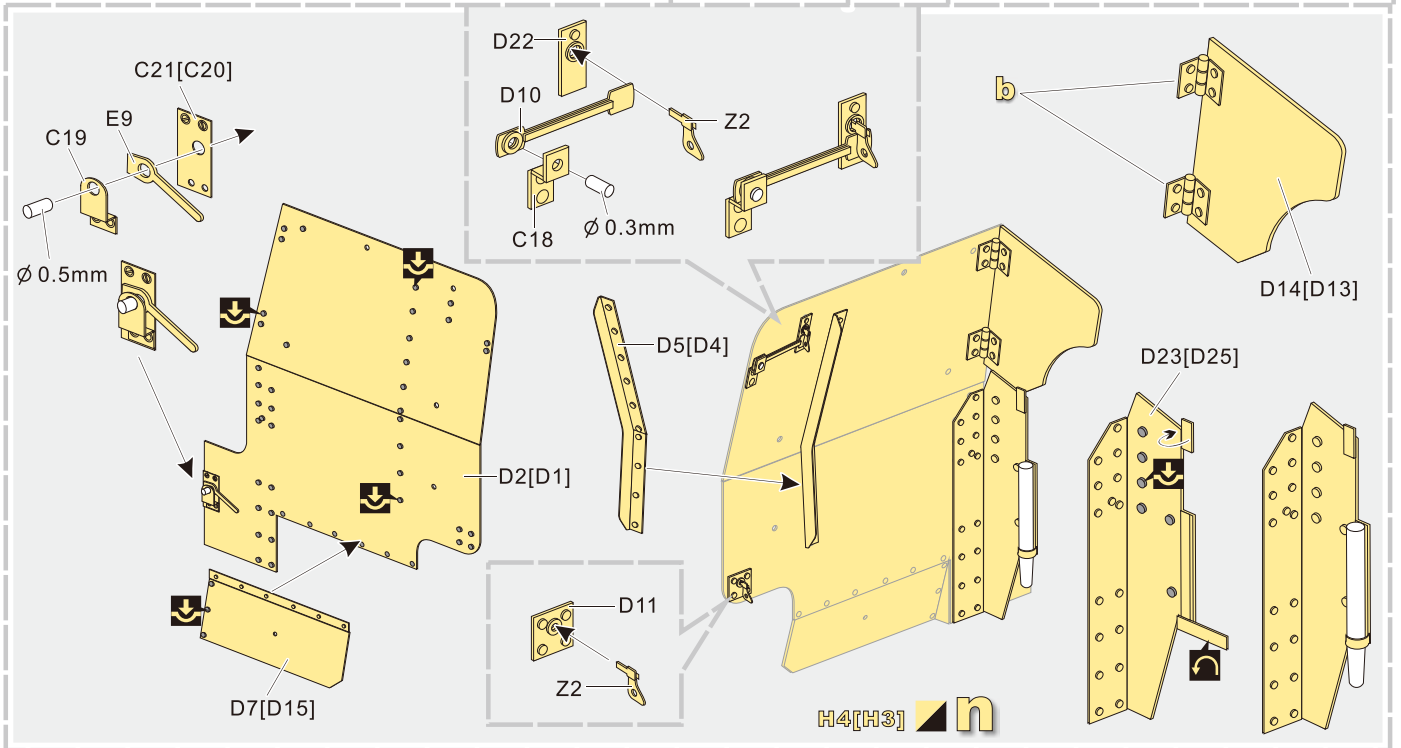 C21[C20]
E9
C19
Ø 0.5mm
D22
D10
Z2
C18
Ø 0.3mm
b
D14[D13]
D5[D4]
D23[D25]
D2[D1]
D7[D15]
D11
Z2
H4[H3]
n